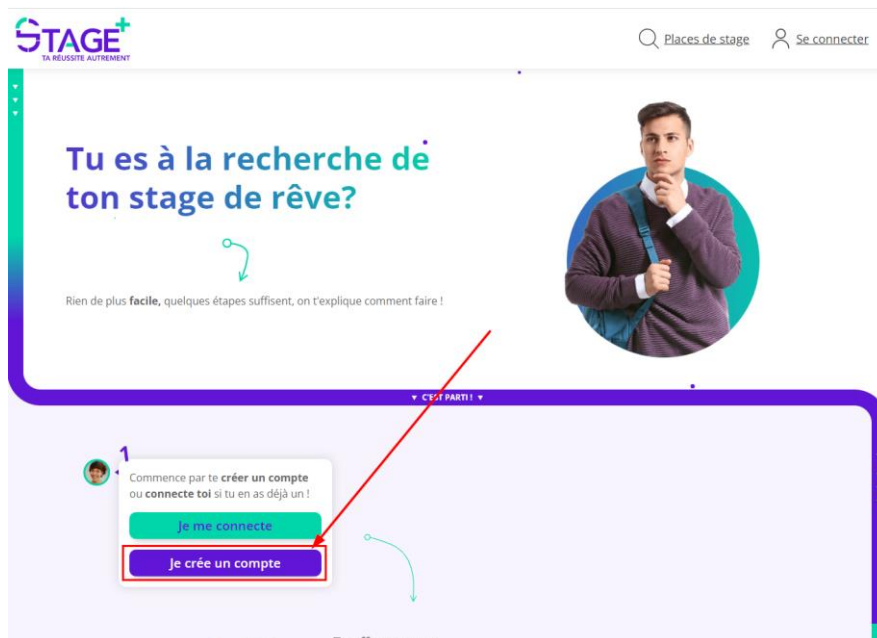 STAGE+
TA RÉUSSITE AUTREMENT
Places de stage
Se connecter
Tu es à la recherche de
ton stage de rêve?
Rien de plus facile, quelques étapes suffisent, on t'explique comment faire !
C'EST PARTI !
1
Commence par te créer un compte
ou connecte toi si tu en as déjà un !
Je me connecte
Je crée un compte